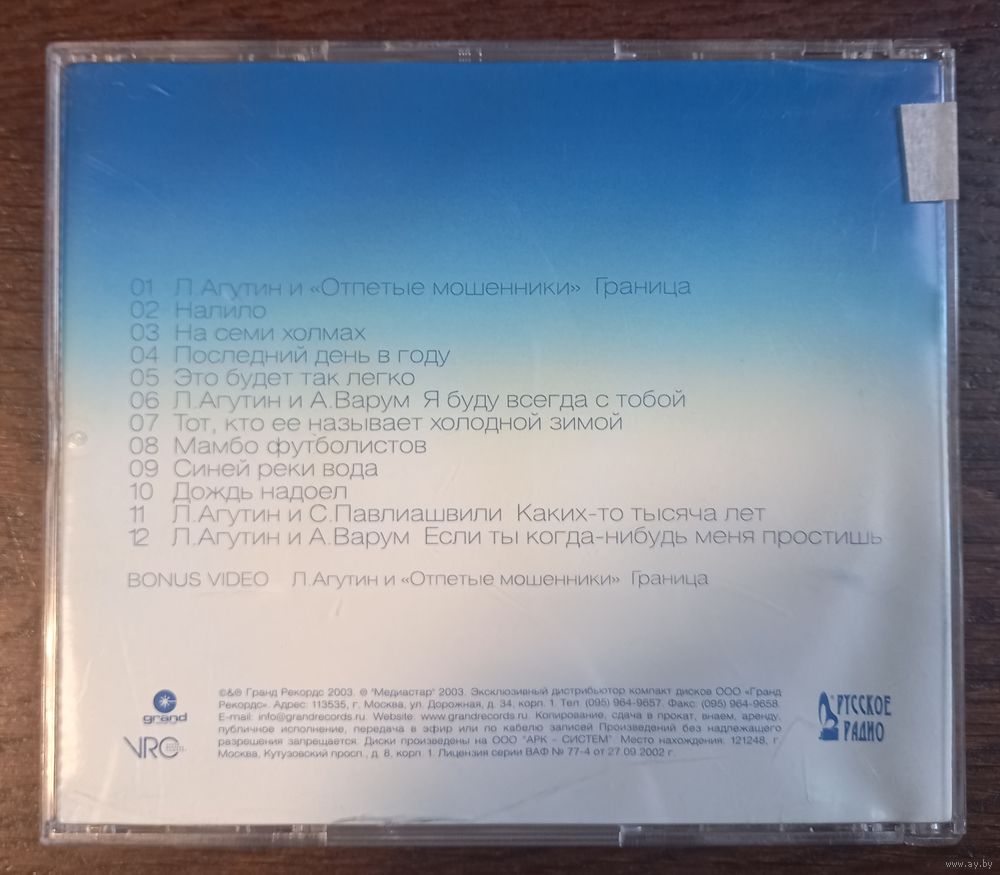 01 Л.Агутин и «Отпетые мошенники» Граница
02 Налило
03 На семи холмах
04 Последний день в году
05 Это будет так легко
06 Л.Агутин и А.Варум Я буду всегда с тобой
07 Тот, кто ее называет холодной зимой
08 Мамбо футболистов
09 Синей реки вода
10 Дождь надоел
11 Л.Агутин и С.Павлиашвили Каких-то тысяча лет
12 Л.Агутин и А.Варум Если ты когда-нибудь меня простишь
BONUS VIDEO Л.Агутин и «Отпетые мошенники» Граница
grand
VRC
©&℗ Гранд Рекордс 2003. ℗ "Медиастар" 2003. Эксклюзивный дистрибьютор компакт дисков ООО «Гранд
Рекордс». Адрес: 113535, г. Москва, ул. Дорожная, д. 34, корп. 1. Тел. (095) 964-9657. Факс: (095) 964-9658.
E-mail: info@grandrecords.ru. Website: www.grandrecords.ru. Копирование, сдача в прокат, внаем, аренду,
публичное исполнение, передача в эфир или по кабелю записей Произведений без надлежащего
разрешения запрещается. Диски произведены на ООО "АРК - СИСТЕМ". Место нахождения: 121248, г.
Москва, Кутузовский просп., д. 8, корп. 1. Лицензия серии ВАФ № 77-4 от 27.09.2002 г.
РУССКОЕ
РАДИО
www.ay.by